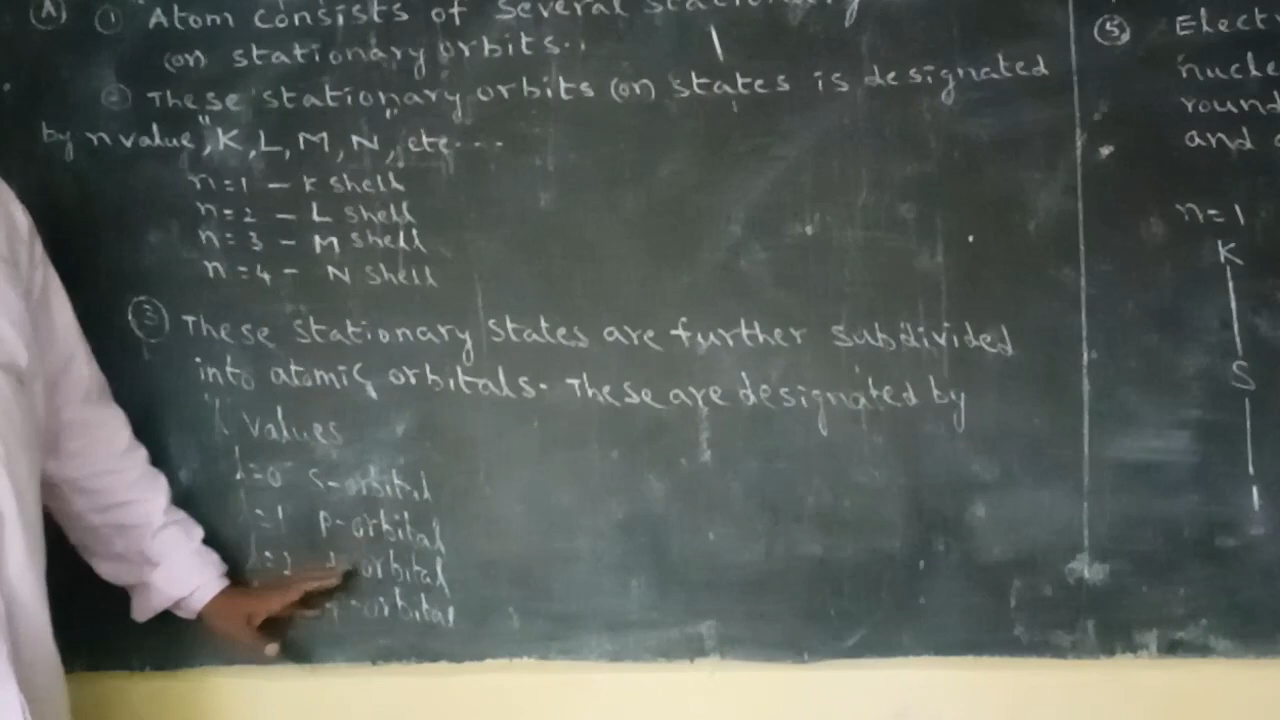 (A) ① Atom consists of several stationary
(or) stationary orbits.
② These stationary orbits (or) states is designated
by n value, "K, L, M, N," etc....
n=1 - K shell
n=2 - L shell
n=3 - M shell
n=4 - N shell
③ These stationary states are further subdivided
into atomic orbitals. These are designated by
'l' values
l=0 s-orbital
l=1 p-orbital
l=2 d-orbital
f-orbital
⑤
round
and
n=1
K
S
1